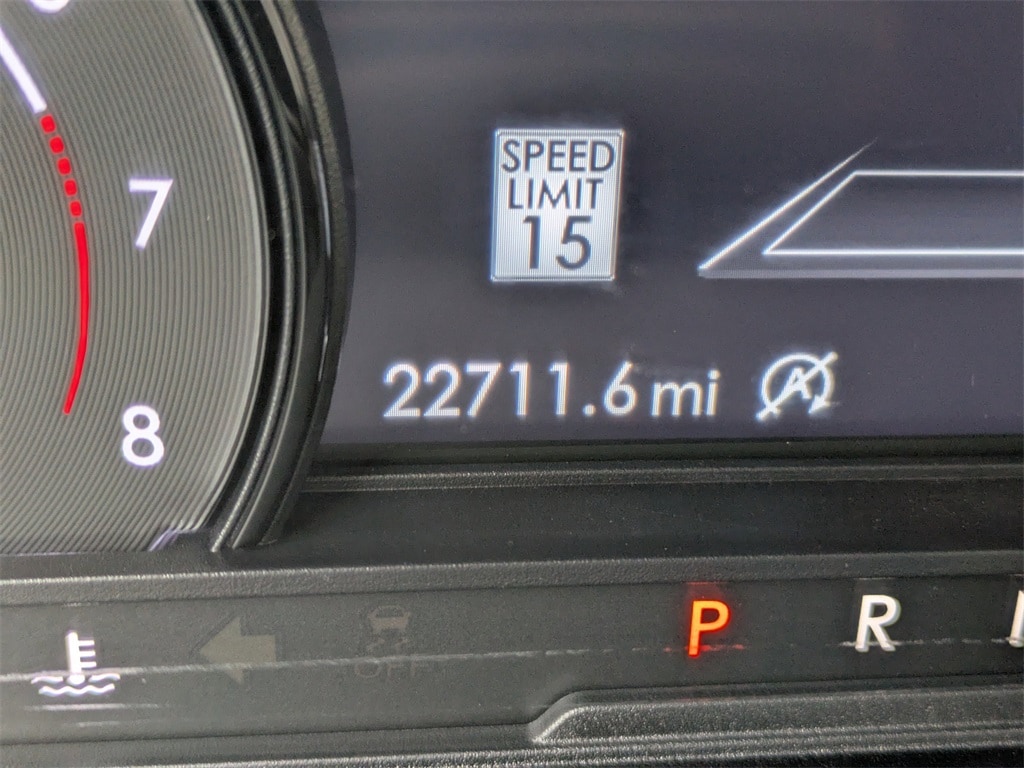 7
8
SPEED
LIMIT
15
22711.6 mi
A
OFF
P R